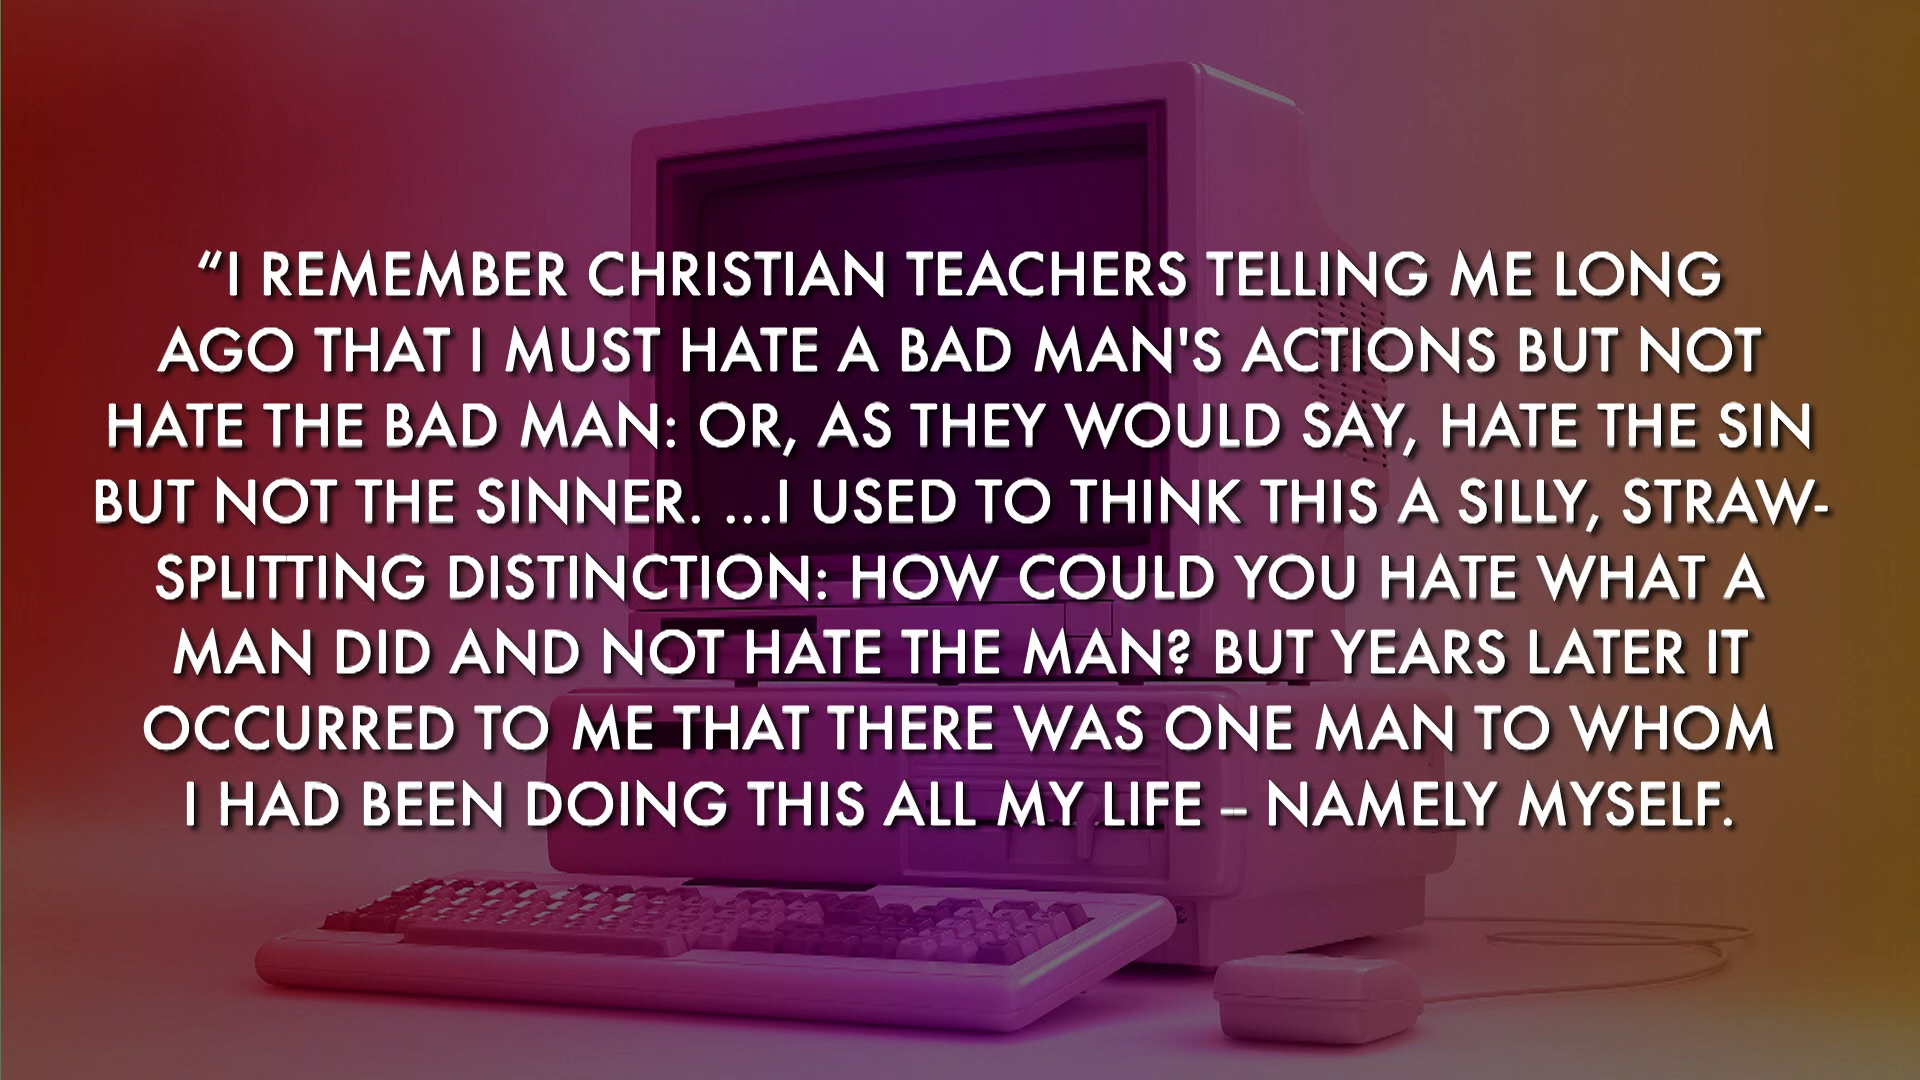 “I REMEMBER CHRISTIAN TEACHERS TELLING ME LONG
AGO THAT I MUST HATE A BAD MAN'S ACTIONS BUT NOT
HATE THE BAD MAN: OR, AS THEY WOULD SAY, HATE THE SIN
BUT NOT THE SINNER. ...I USED TO THINK THIS A SILLY, STRAW-
SPLITTING DISTINCTION: HOW COULD YOU HATE WHAT A
MAN DID AND NOT HATE THE MAN? BUT YEARS LATER IT
OCCURRED TO ME THAT THERE WAS ONE MAN TO WHOM
I HAD BEEN DOING THIS ALL MY LIFE -- NAMELY MYSELF.